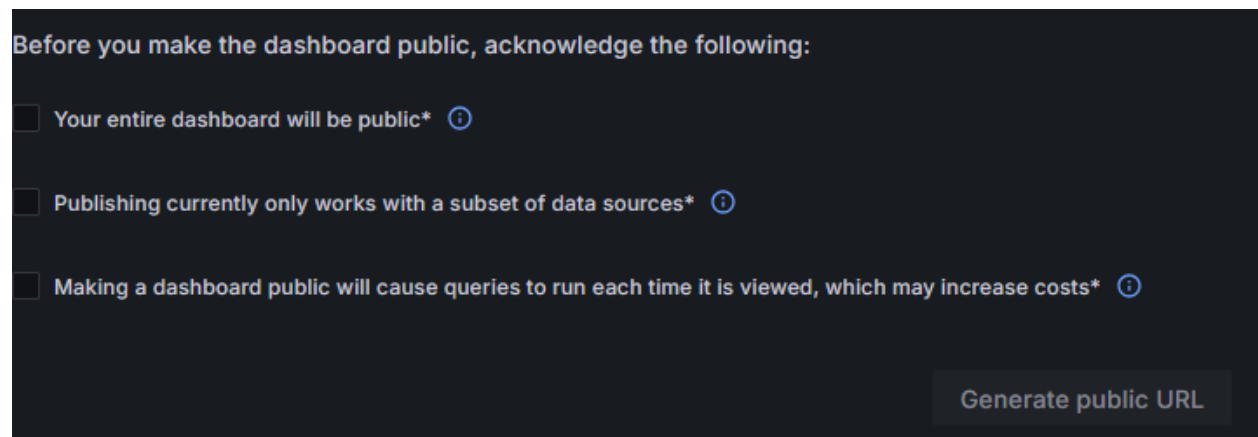 Before you make the dashboard public, acknowledge the following:
Your entire dashboard will be public*
Publishing currently only works with a subset of data sources*
Making a dashboard public will cause queries to run each time it is viewed, which may increase costs*
Generate public URL